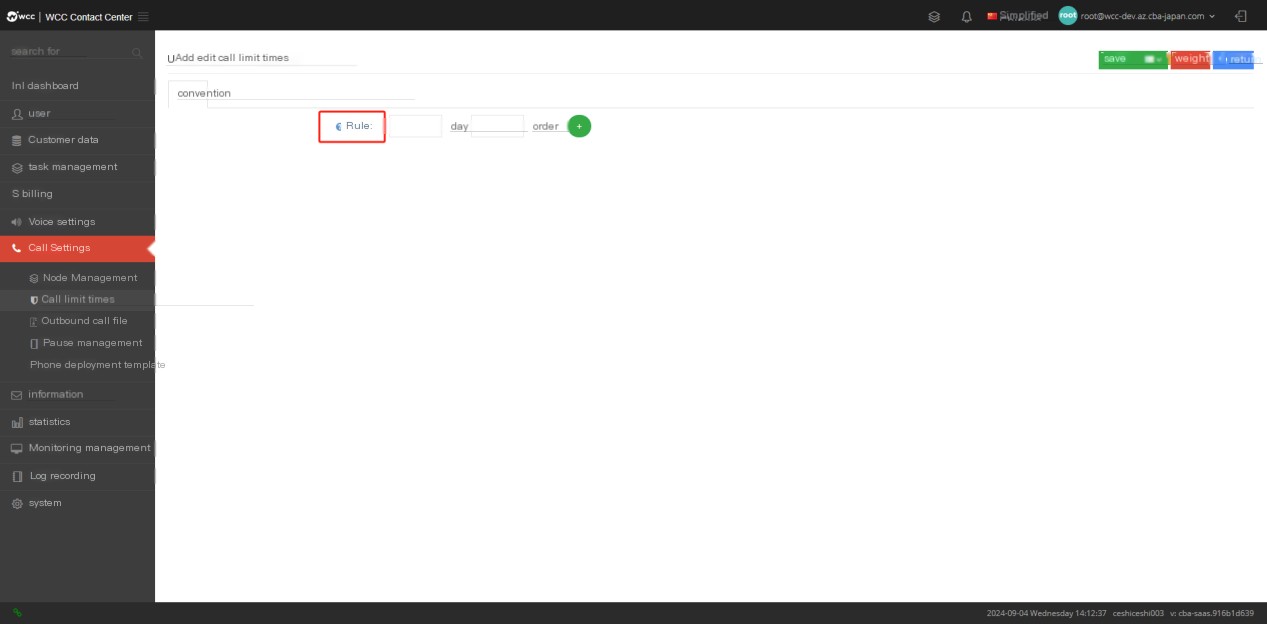 wcc | WCC Contact Center
Simplified
root root@wcc-dev.az.cba-japan.com
search for
InI dashboard
user
Customer data
task management
S billing
Voice settings
Call Settings
Node Management
Call limit times
Outbound call file
Pause management
Phone deployment template
information
statistics
Monitoring management
Log recording
system
UAdd edit call limit times
save weight retur
convention
Rule: day order +
2024-09-04 Wednesday 14:12:37 ceshiceshi003 v: cba-saas.916b1d639